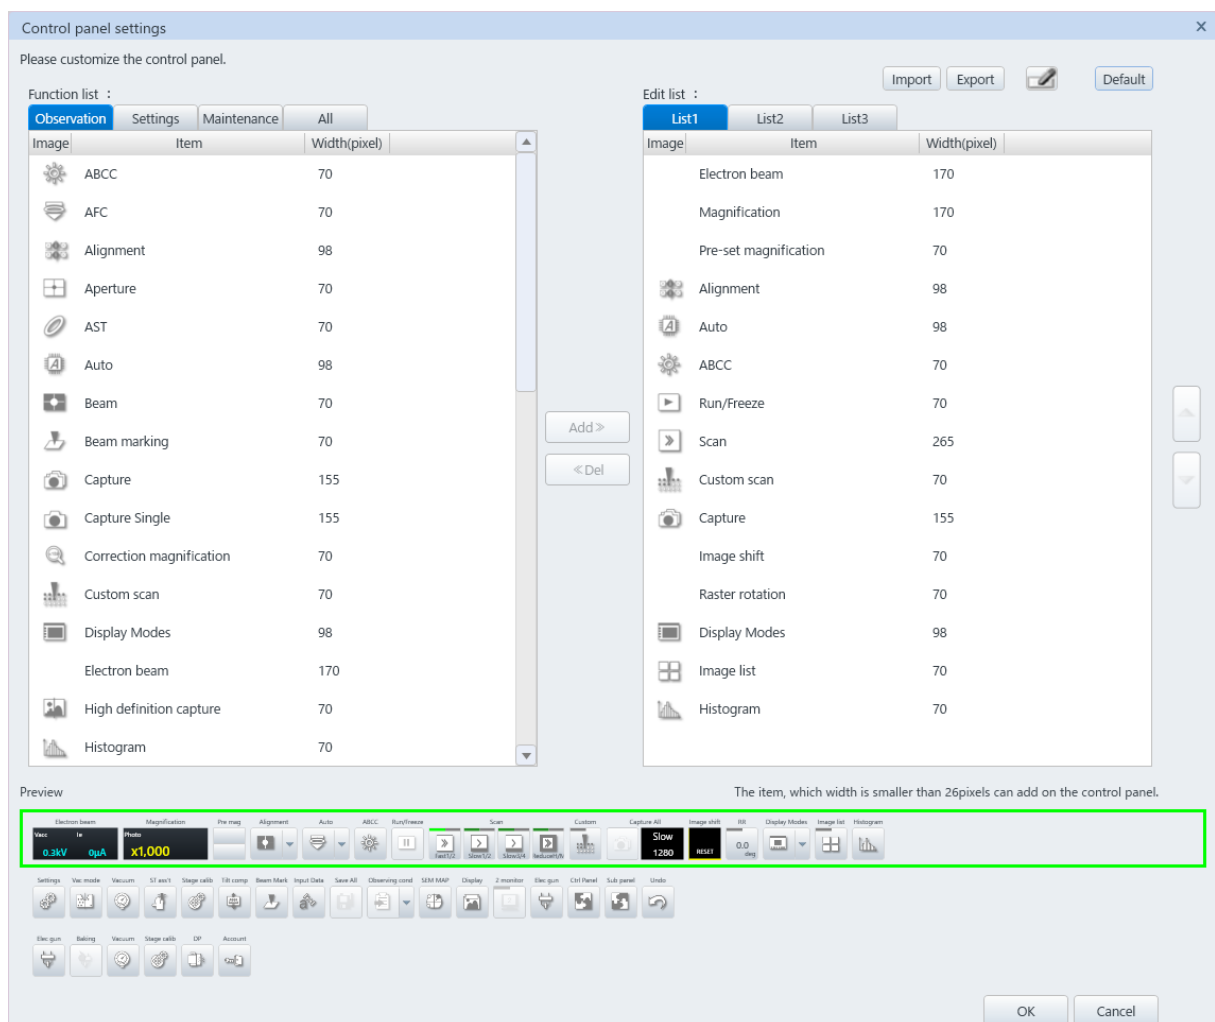 Control panel settings
Please customize the control panel.
Import Export Default
Function list :
Edit list :
Observation Settings Maintenance All
List1 List2 List3
Image Item Width(pixel)
Image Item Width(pixel)
ABCC 70
AFC 70
Alignment 98
Aperture 70
AST 70
Auto 98
Beam 70
Beam marking 70
Capture 155
Capture Single 155
Correction magnification 70
Custom scan 70
Display Modes 98
Electron beam 170
High definition capture 70
Histogram 70
Add »
« Del
Electron beam 170
Magnification 170
Pre-set magnification 70
Alignment 98
Auto 98
ABCC 70
Run/Freeze 70
Scan 265
Custom scan 70
Capture 155
Image shift 70
Raster rotation 70
Display Modes 98
Image list 70
Histogram 70
Preview
The item, which width is smaller than 26pixels can add on the control panel.
Electron beam Magnification Pre mag Alignment Auto ABCC Run/Freeze Scan Custom Capture All Image shift RR Display Modes Image list Histogram
Vacc Ie Photo Slow
0.3kV 0µA x1,000 Fast1/2 Slow1/2 Slow3/4 ReduceH/N 1280 RESET 0.0 deg
Settings Vac mode Vacuum ST ass't Stage calib Tilt comp Beam Mark Input Data Save All Observing cond SEM MAP Display 2 monitor Elec gun Ctrl Panel Sub panel Undo
Elec gun Baking Vacuum Stage calib DP Account
OK Cancel